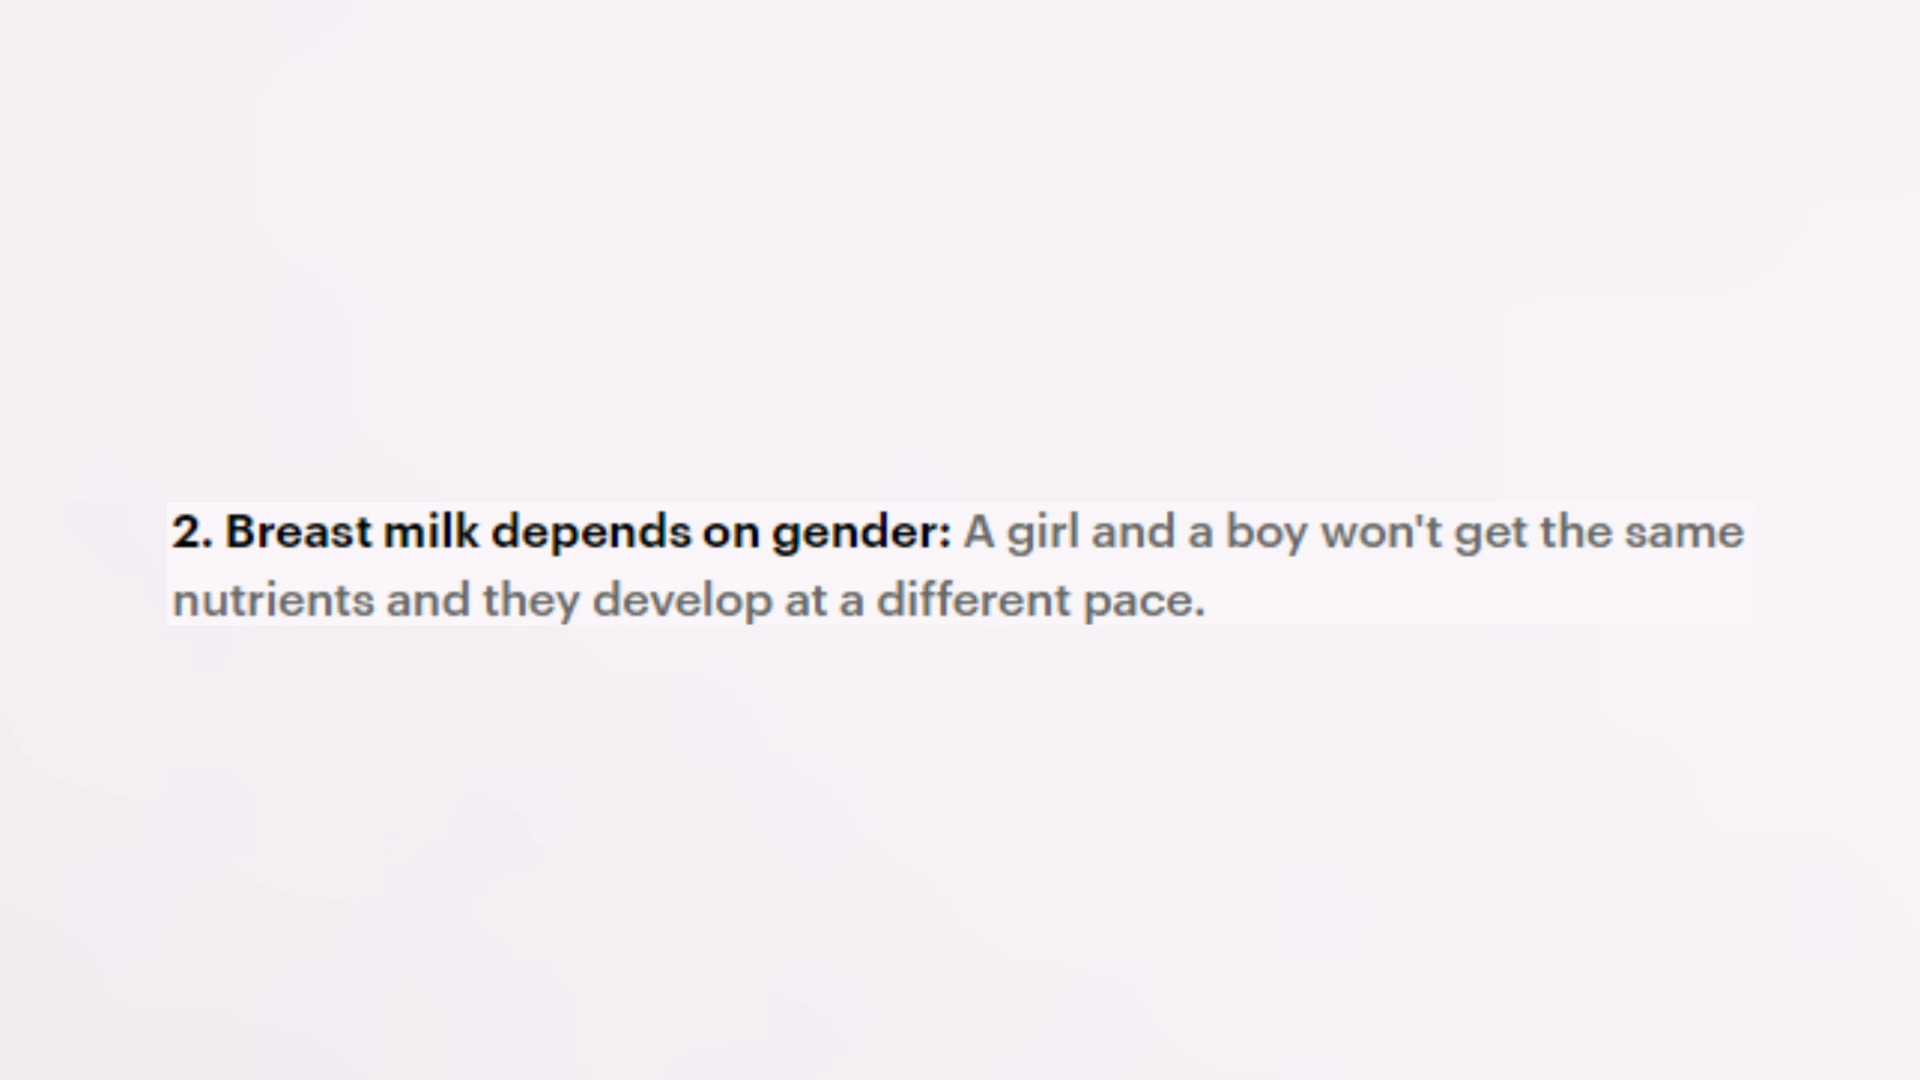 2. Breast milk depends on gender: A girl and a boy won't get the same
nutrients and they develop at a different pace.